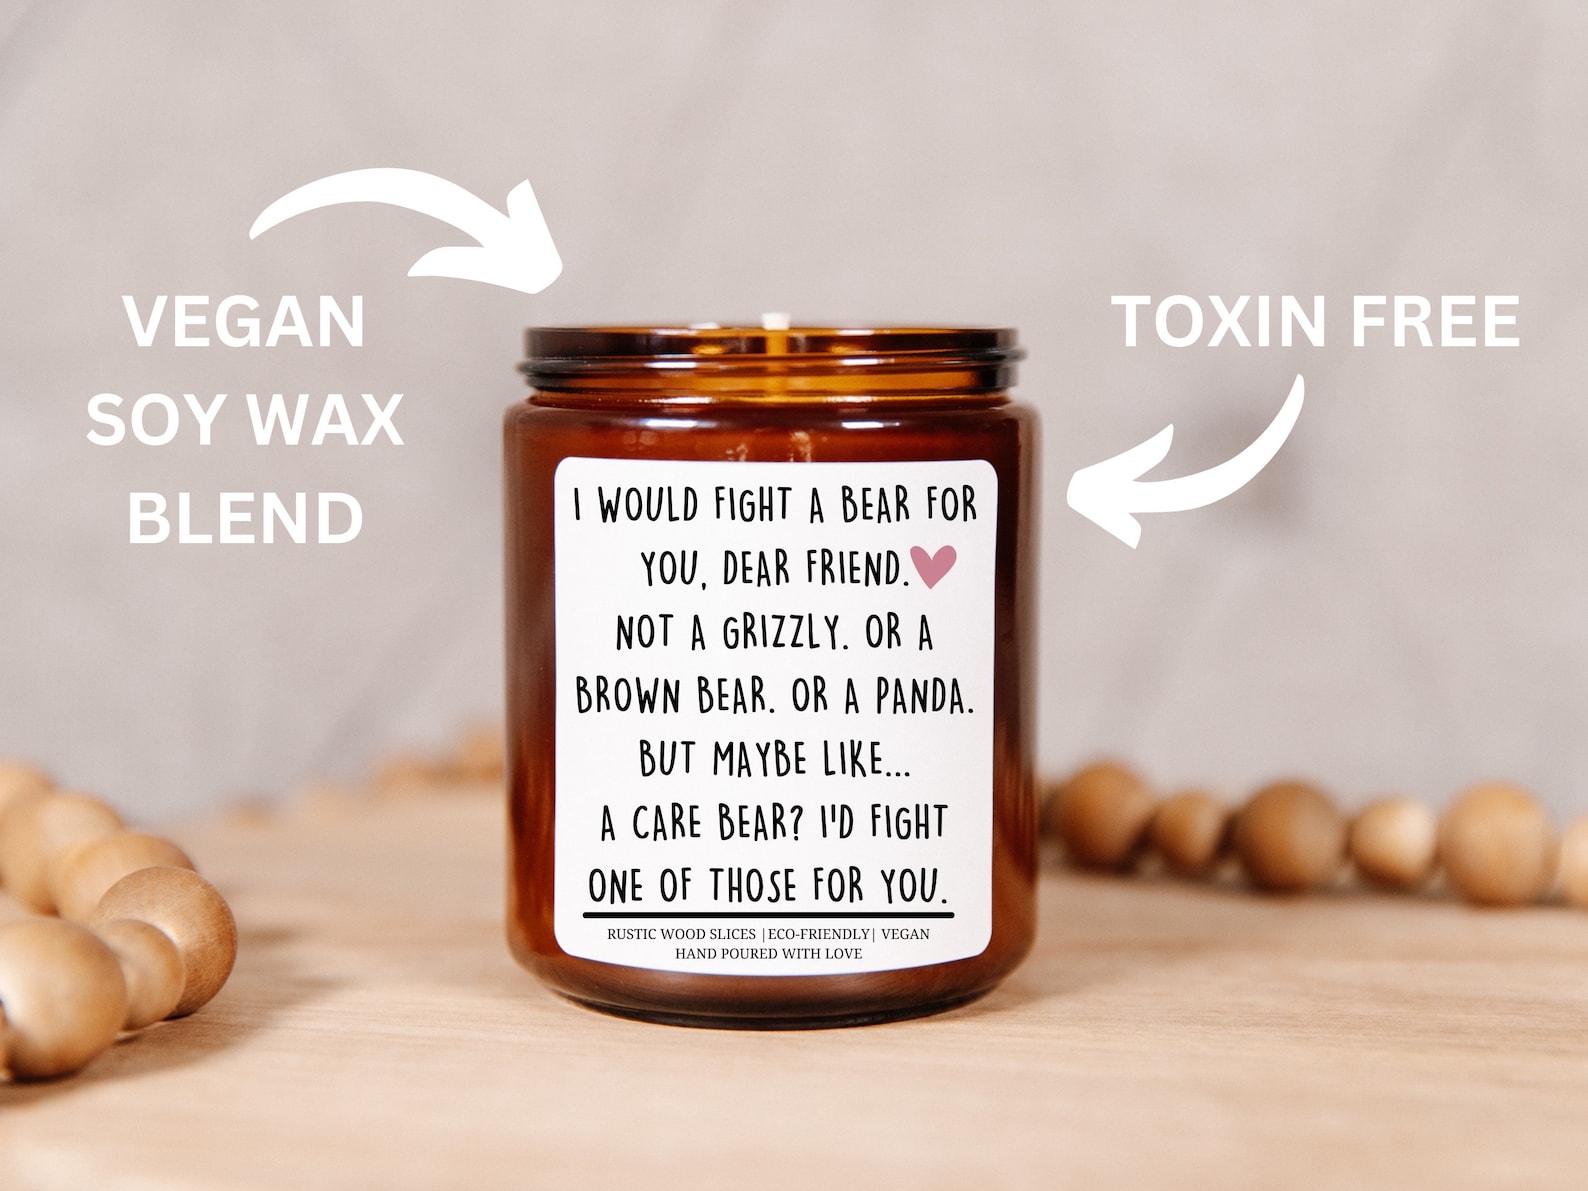 VEGAN
SOY WAX
BLEND
TOXIN FREE
I WOULD FIGHT A BEAR FOR
YOU, DEAR FRIEND.
NOT A GRIZZLY. OR A
BROWN BEAR. OR A PANDA.
BUT MAYBE LIKE...
A CARE BEAR? I'D FIGHT
ONE OF THOSE FOR YOU.
RUSTIC WOOD SLICES |ECO-FRIENDLY| VEGAN
HAND POURED WITH LOVE